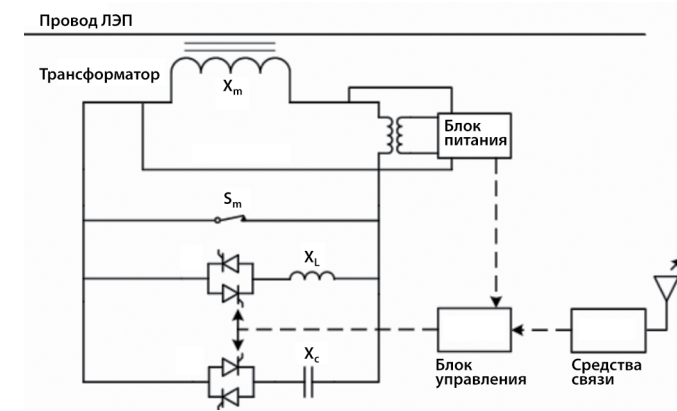 Провод ЛЭП
Трансформатор
Xm
Блок
питания
Sm
XL
Xc
Блок
управления
Средства
связи